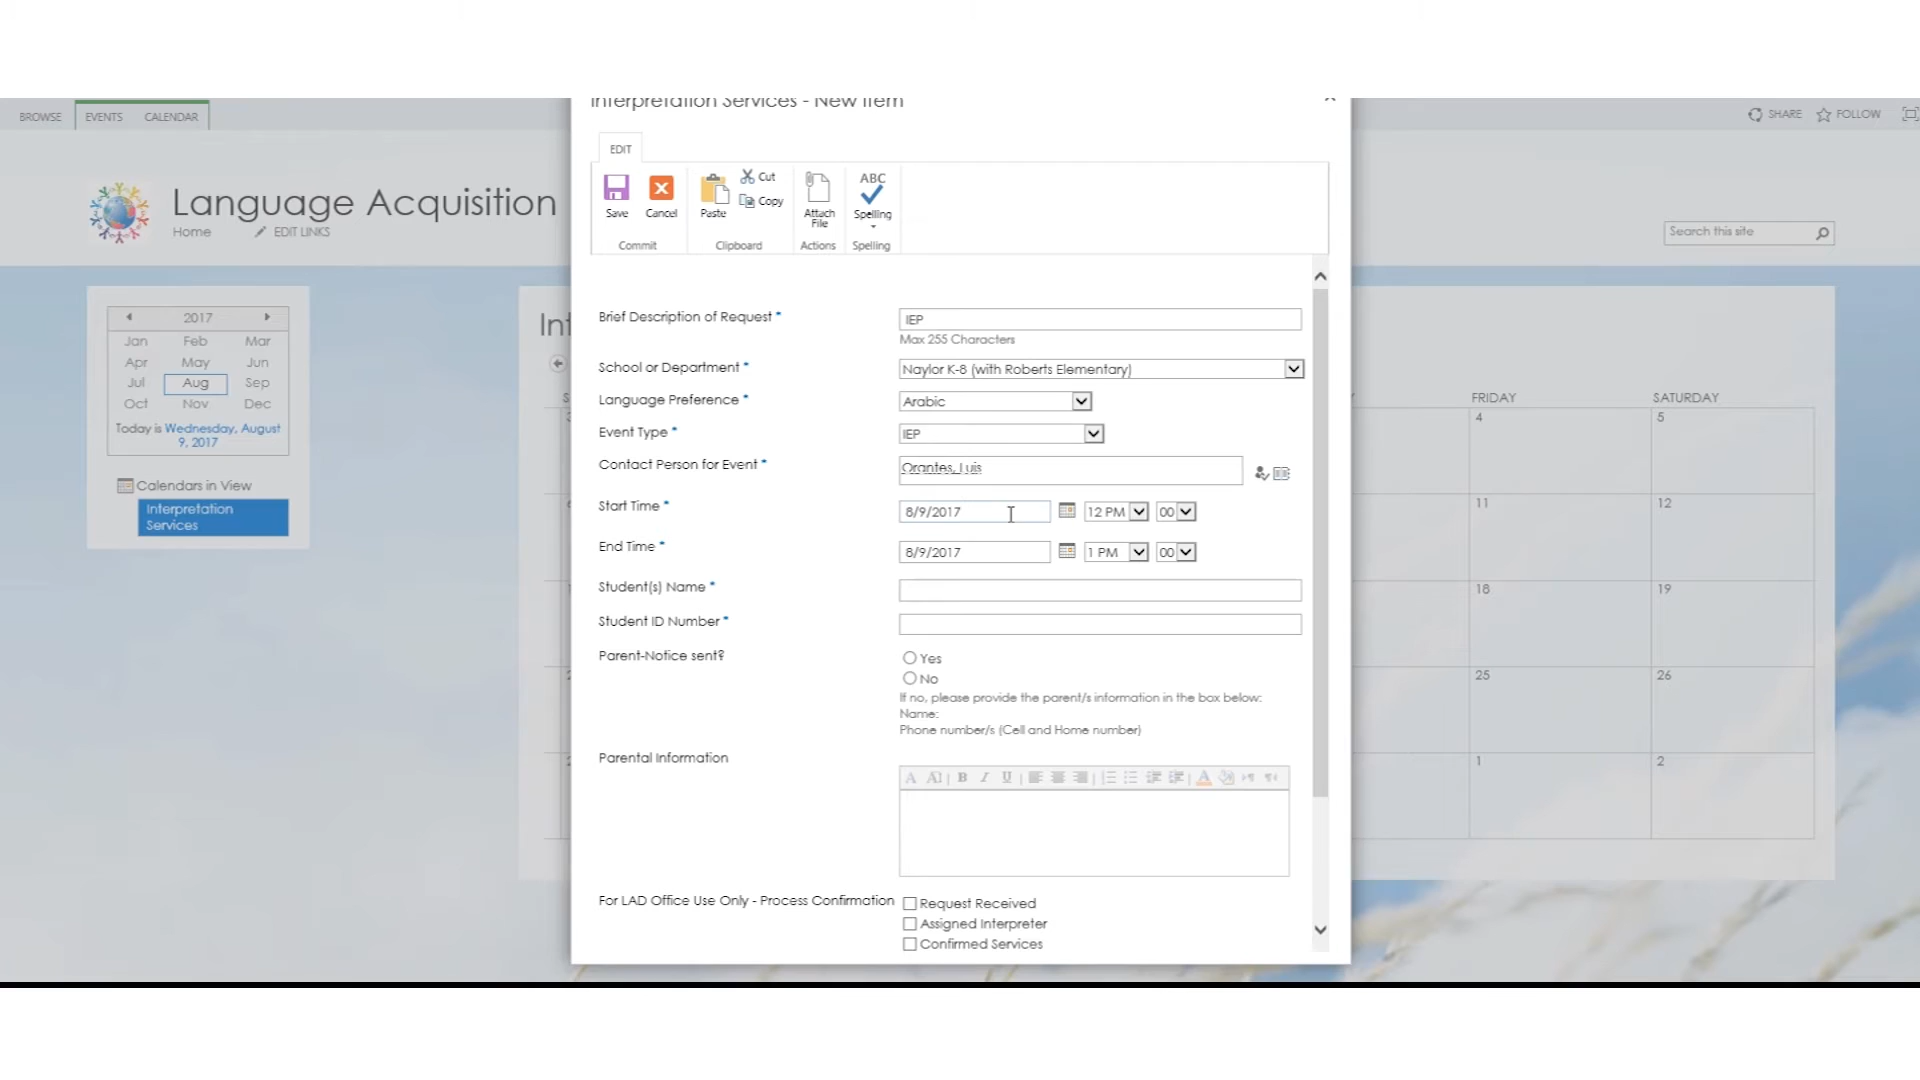 Interpretation Services - New Item
BROWSE
EVENTS
CALENDAR
SHARE
FOLLOW
EDIT
Language Acquisition
Home
EDIT LINKS
Search this site
Save
Cancel
Paste
Cut
Copy
Attach
File
ABC
Spelling
Commit
Clipboard
Actions
Spelling
2017
Jan Feb Mar
Apr May Jun
Jul Aug Sep
Oct Nov Dec
Today is Wednesday, August
9, 2017
Calendars in View
Interpretation
Services
Int
FRIDAY
SATURDAY
4 5
11 12
18 19
25 26
1 2
Brief Description of Request *
IEP
Max 255 Characters
School or Department *
Naylor K-8 (with Roberts Elementary)
Language Preference *
Arabic
Event Type *
IEP
Contact Person for Event *
Orantes, Luis
Start Time *
8/9/2017
12 PM
00
End Time *
8/9/2017
1 PM
00
Student(s) Name *
Student ID Number *
Parent-Notice sent?
Yes
No
If no, please provide the parent/s information in the box below:
Name:
Phone number/s (Cell and Home number)
Parental Information
For LAD Office Use Only - Process Confirmation
Request Received
Assigned Interpreter
Confirmed Services